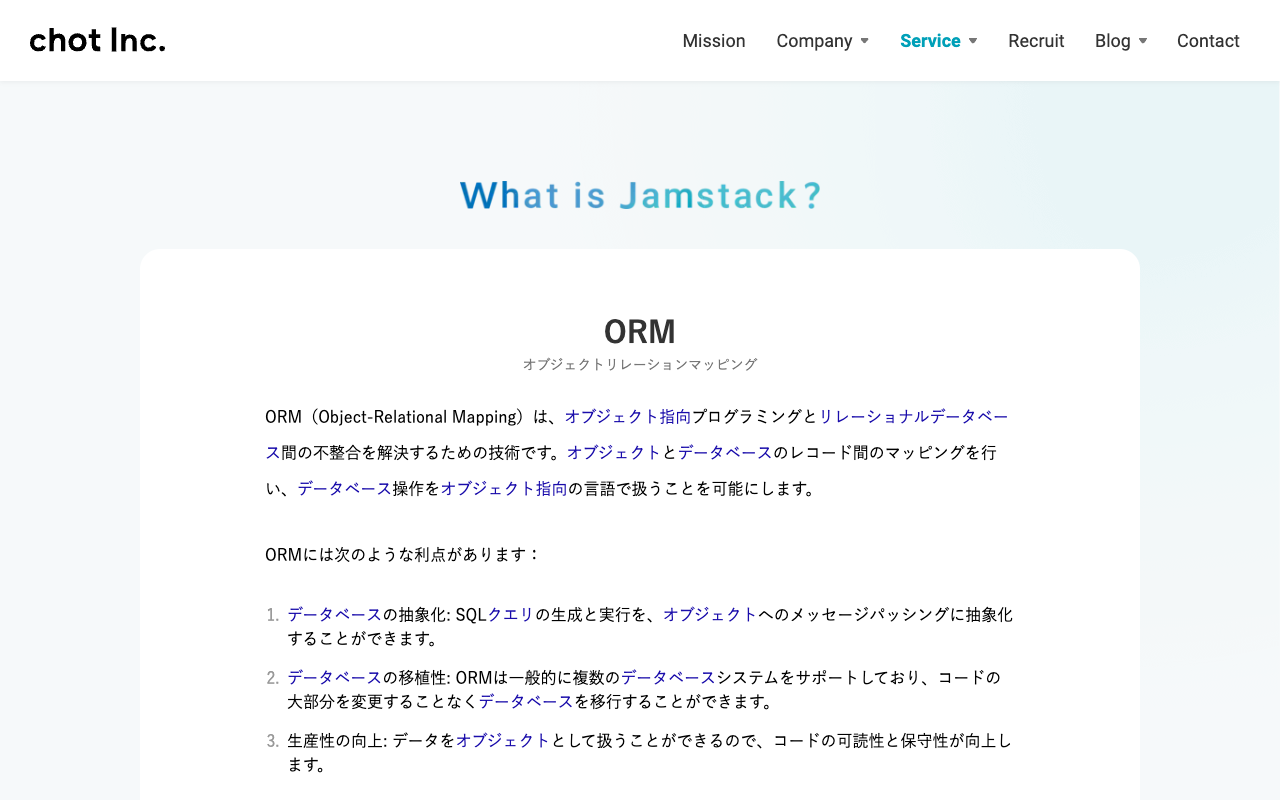 chot Inc.
Mission Company Service Recruit Blog Contact
What is Jamstack?
ORM
オブジェクトリレーションマッピング
ORM（Object-Relational Mapping）は、オブジェクト指向プログラミングとリレーショナルデータベー
ス間の不整合を解決するための技術です。オブジェクトとデータベースのレコード間のマッピングを行
い、データベース操作をオブジェクト指向の言語で扱うことを可能にします。
ORMには次のような利点があります：
1. データベースの抽象化: SQLクエリの生成と実行を、オブジェクトへのメッセージパッシングに抽象化
することができます。
2. データベースの移植性: ORMは一般的に複数のデータベースシステムをサポートしており、コードの
大部分を変更することなくデータベースを移行することができます。
3. 生産性の向上: データをオブジェクトとして扱うことができるので、コードの可読性と保守性が向上し
ます。